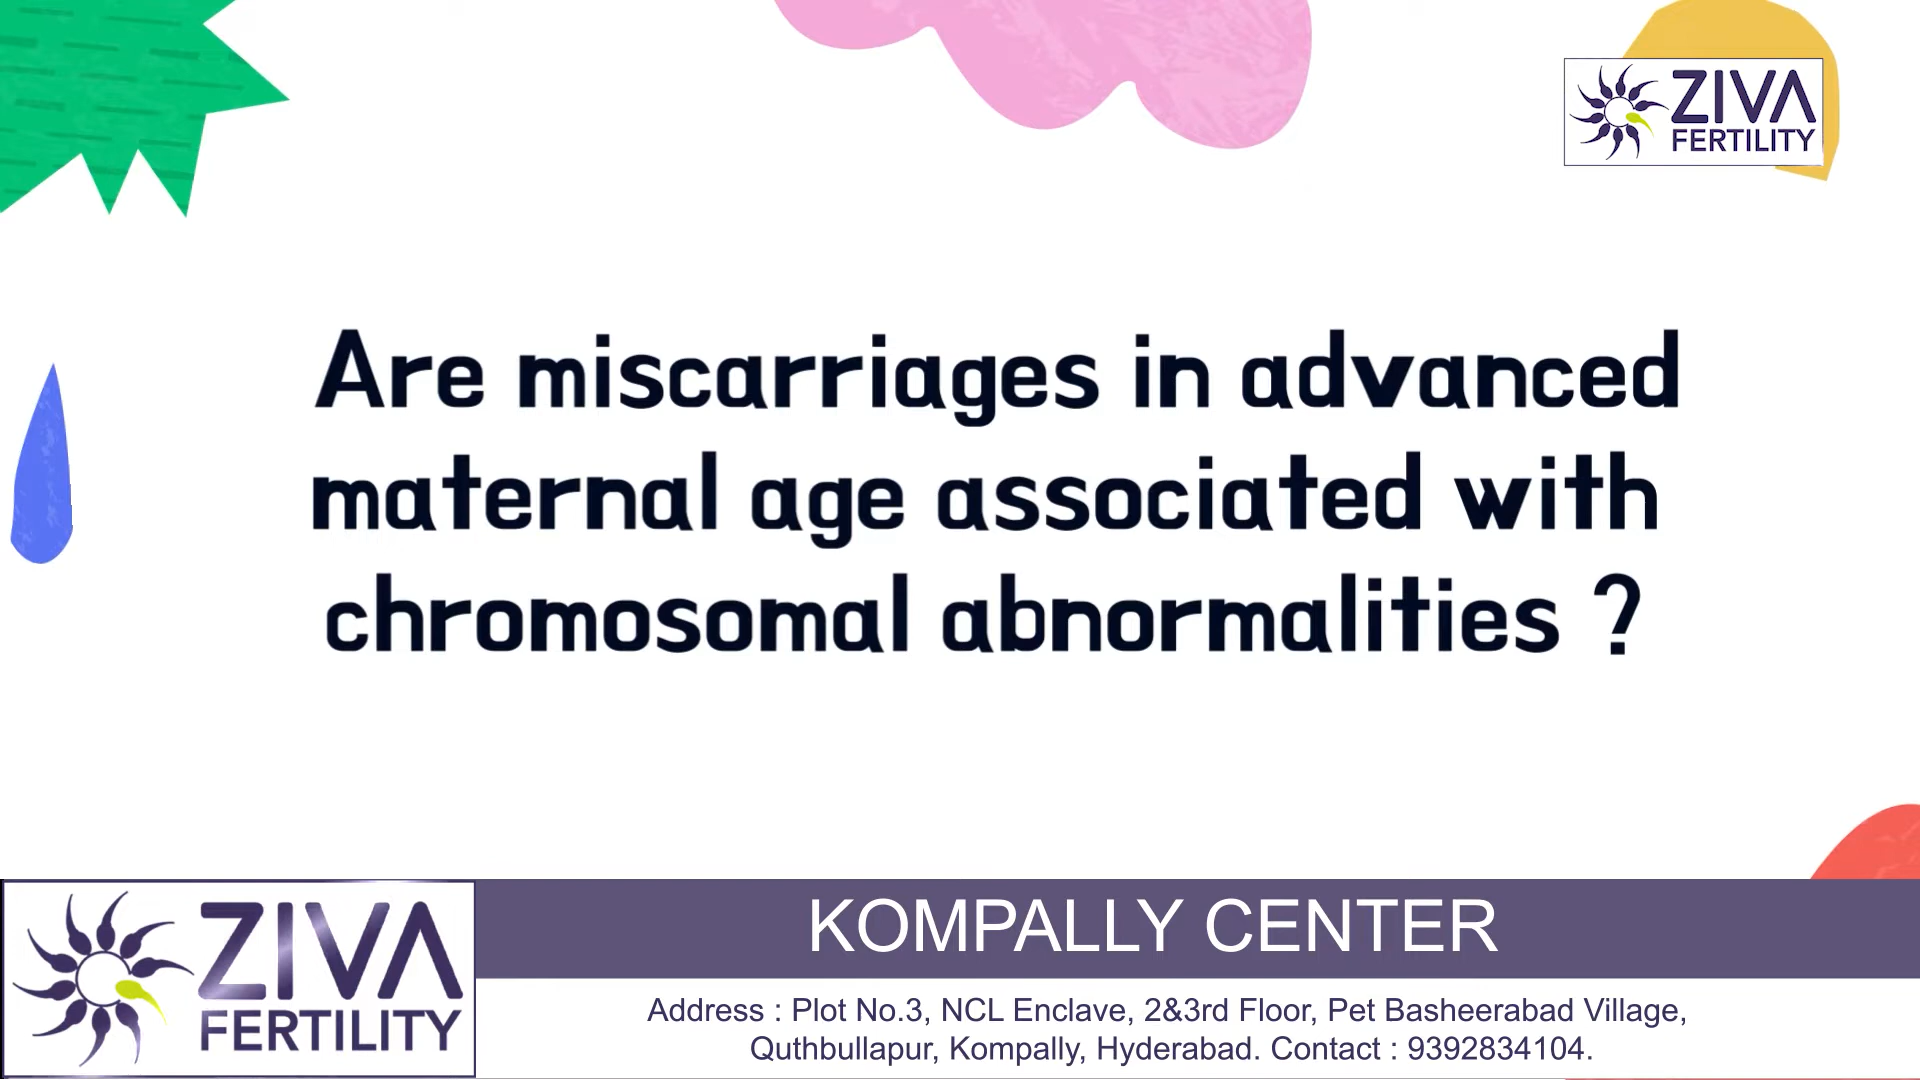 ZIVA
FERTILITY
Are miscarriages in advanced
maternal age associated with
chromosomal abnormalities ?
ZIVA
FERTILITY
KOMPALLY CENTER
Address : Plot No.3, NCL Enclave, 2&3rd Floor, Pet Basheerabad Village,
Quthbullapur, Kompally, Hyderabad. Contact : 9392834104.